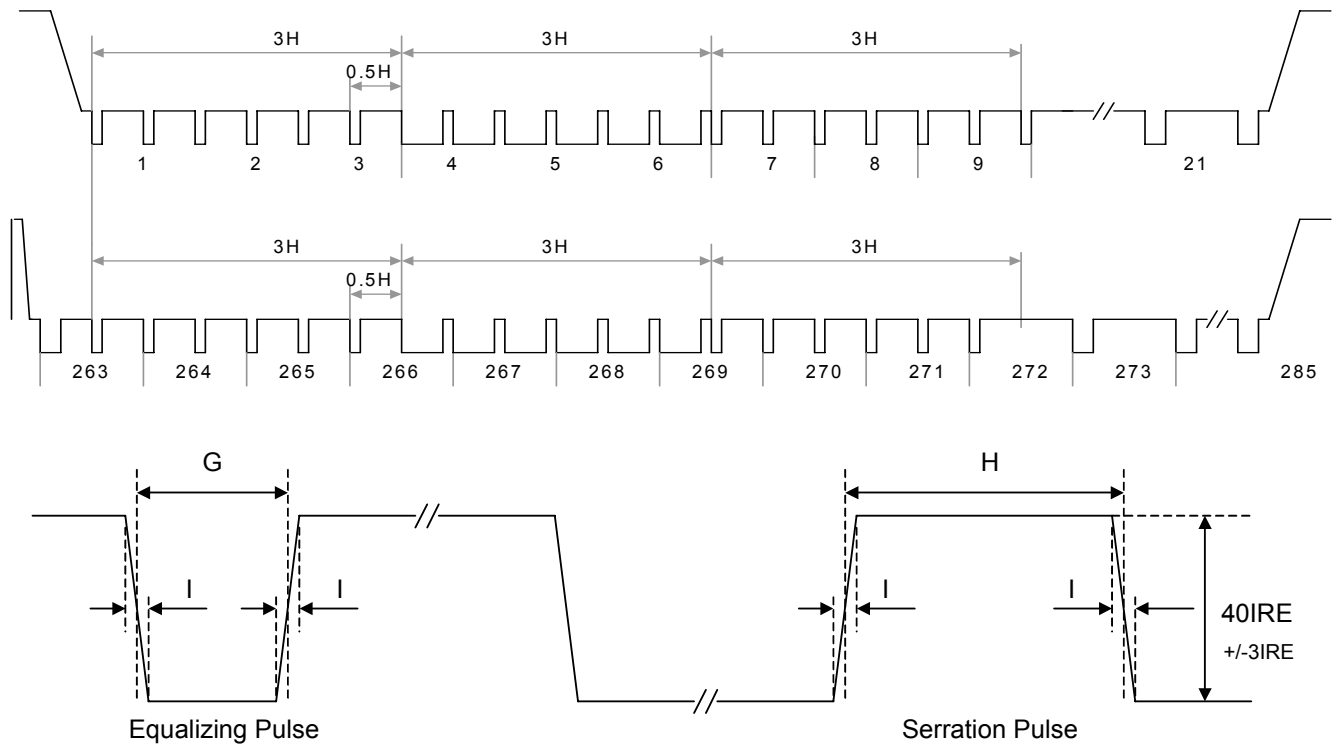 3H 3H 3H
0.5H
1 2 3 4 5 6 7 8 9 21
3H 3H 3H
0.5H
263 264 265 266 267 268 269 270 271 272 273 285
G H
I I I I
40IRE
+/-3IRE
Equalizing Pulse Serration Pulse